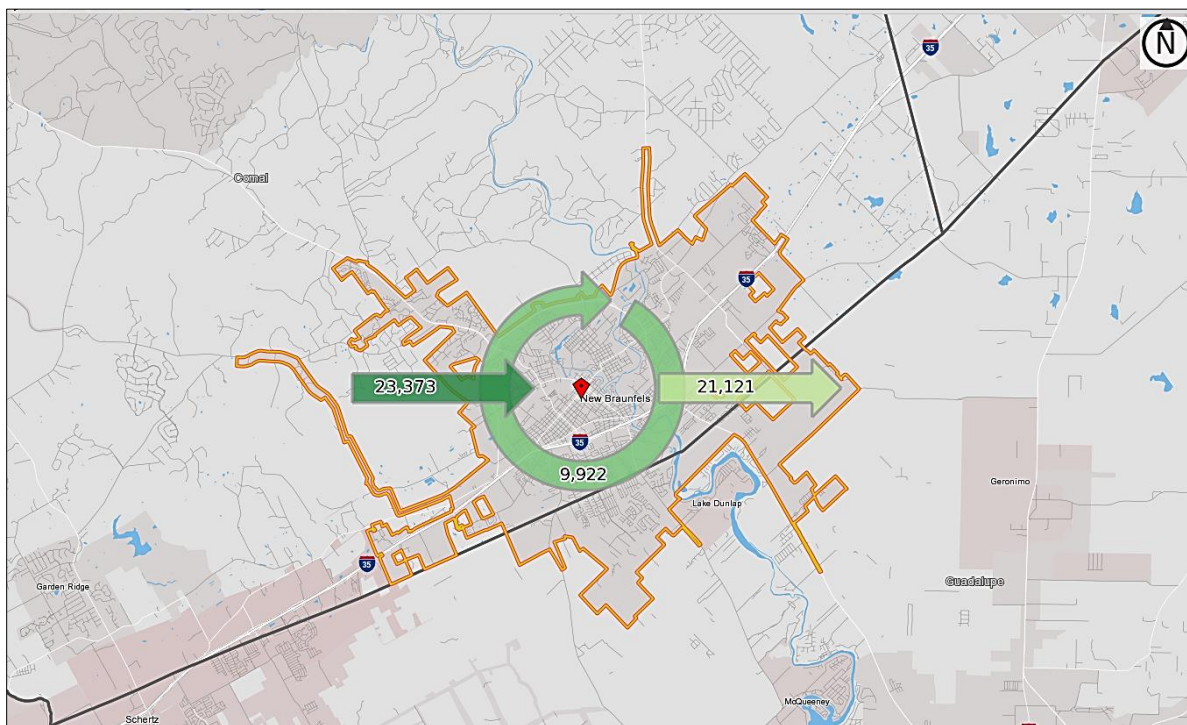 N
35
Comal
35
23,373
21,121
New Braunfels
35
9,922
Lake Dunlap
Geronimo
35
Garden Ridge
Guadalupe
McQueeney
Schertz